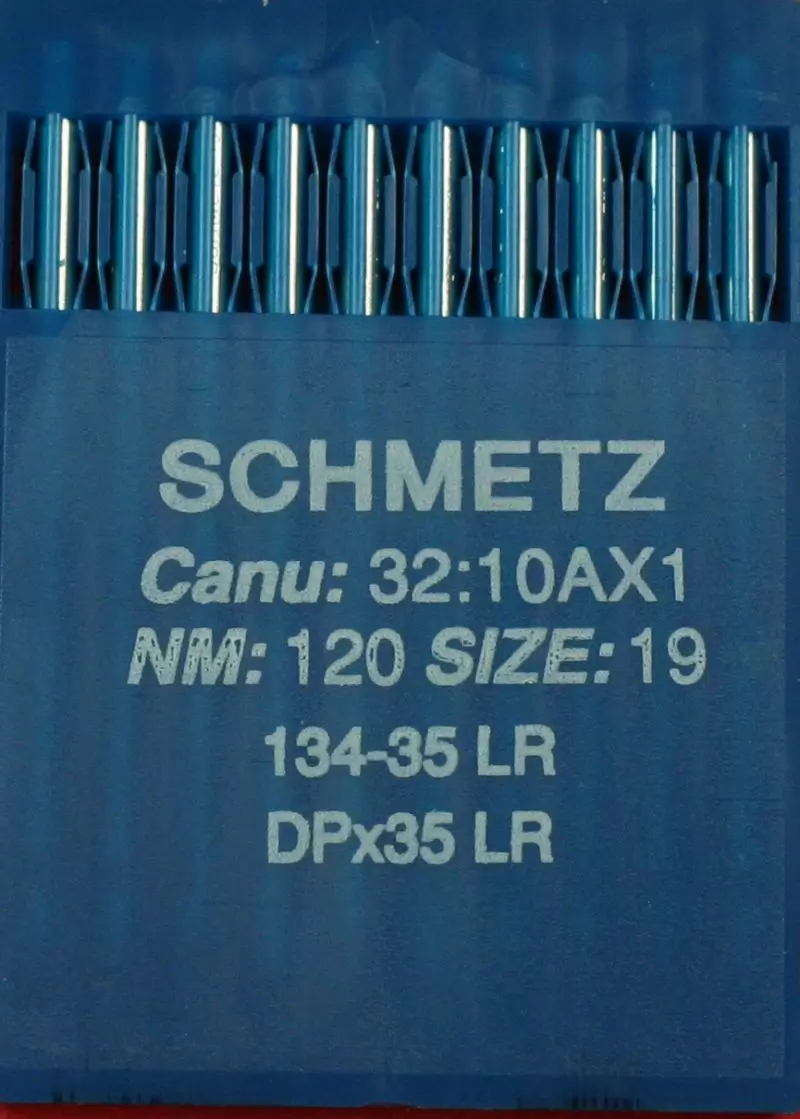 SCHMETZ
Canu: 32:10AX1
NM: 120 SIZE: 19
134-35 LR
DPx35 LR